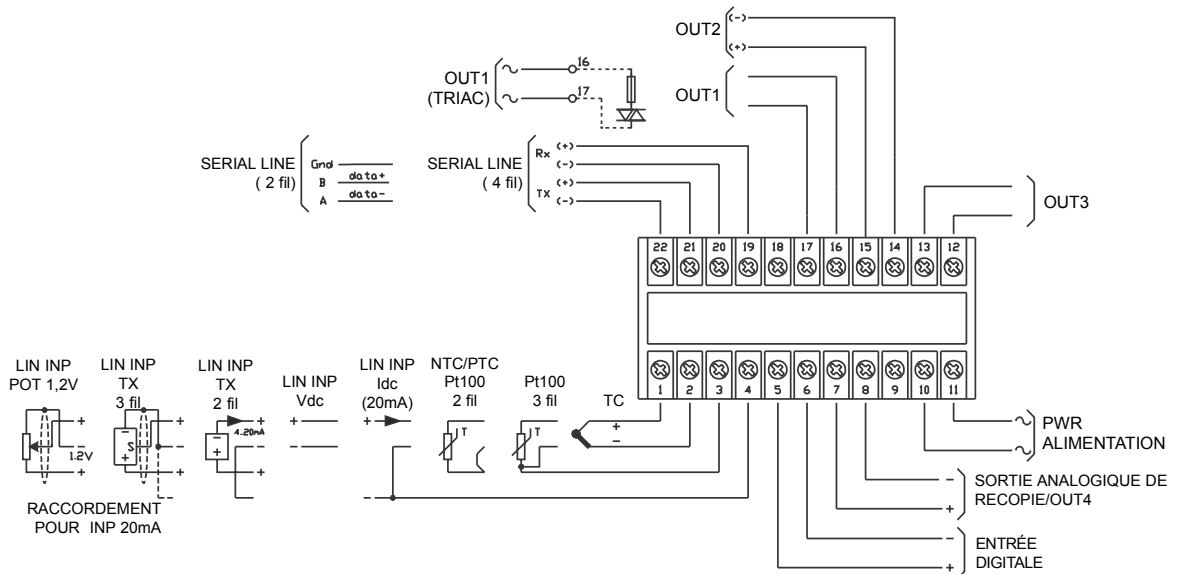 OUT2
(-)
(+)
OUT1
(TRIAC)
16
17
OUT1
SERIAL LINE
( 2 fil)
Gnd
B data+
A data-
SERIAL LINE
( 4 fil)
Rx (+)
(-)
TX (+)
(-)
OUT3
22 21 20 19 18 17 16 15 14 13 12
1 2 3 4 5 6 7 8 9 10 11
LIN INP
POT 1,2V
+
-
1.2V
+
LIN INP
TX
3 fil
-
S
+
+
-
+
-
RACCORDEMENT
POUR INP 20mA
LIN INP
TX
2 fil
+
4..20mA
-
+
-
+
-
LIN INP
Vdc
+
-
LIN INP
Idc
(20mA)
+
-
NTC/PTC
Pt100
2 fil
T
Pt100
3 fil
T
TC
+
-
PWR
ALIMENTATION
-
+
SORTIE ANALOGIQUE DE
RECOPIE/OUT4
-
+
ENTRÉE
DIGITALE